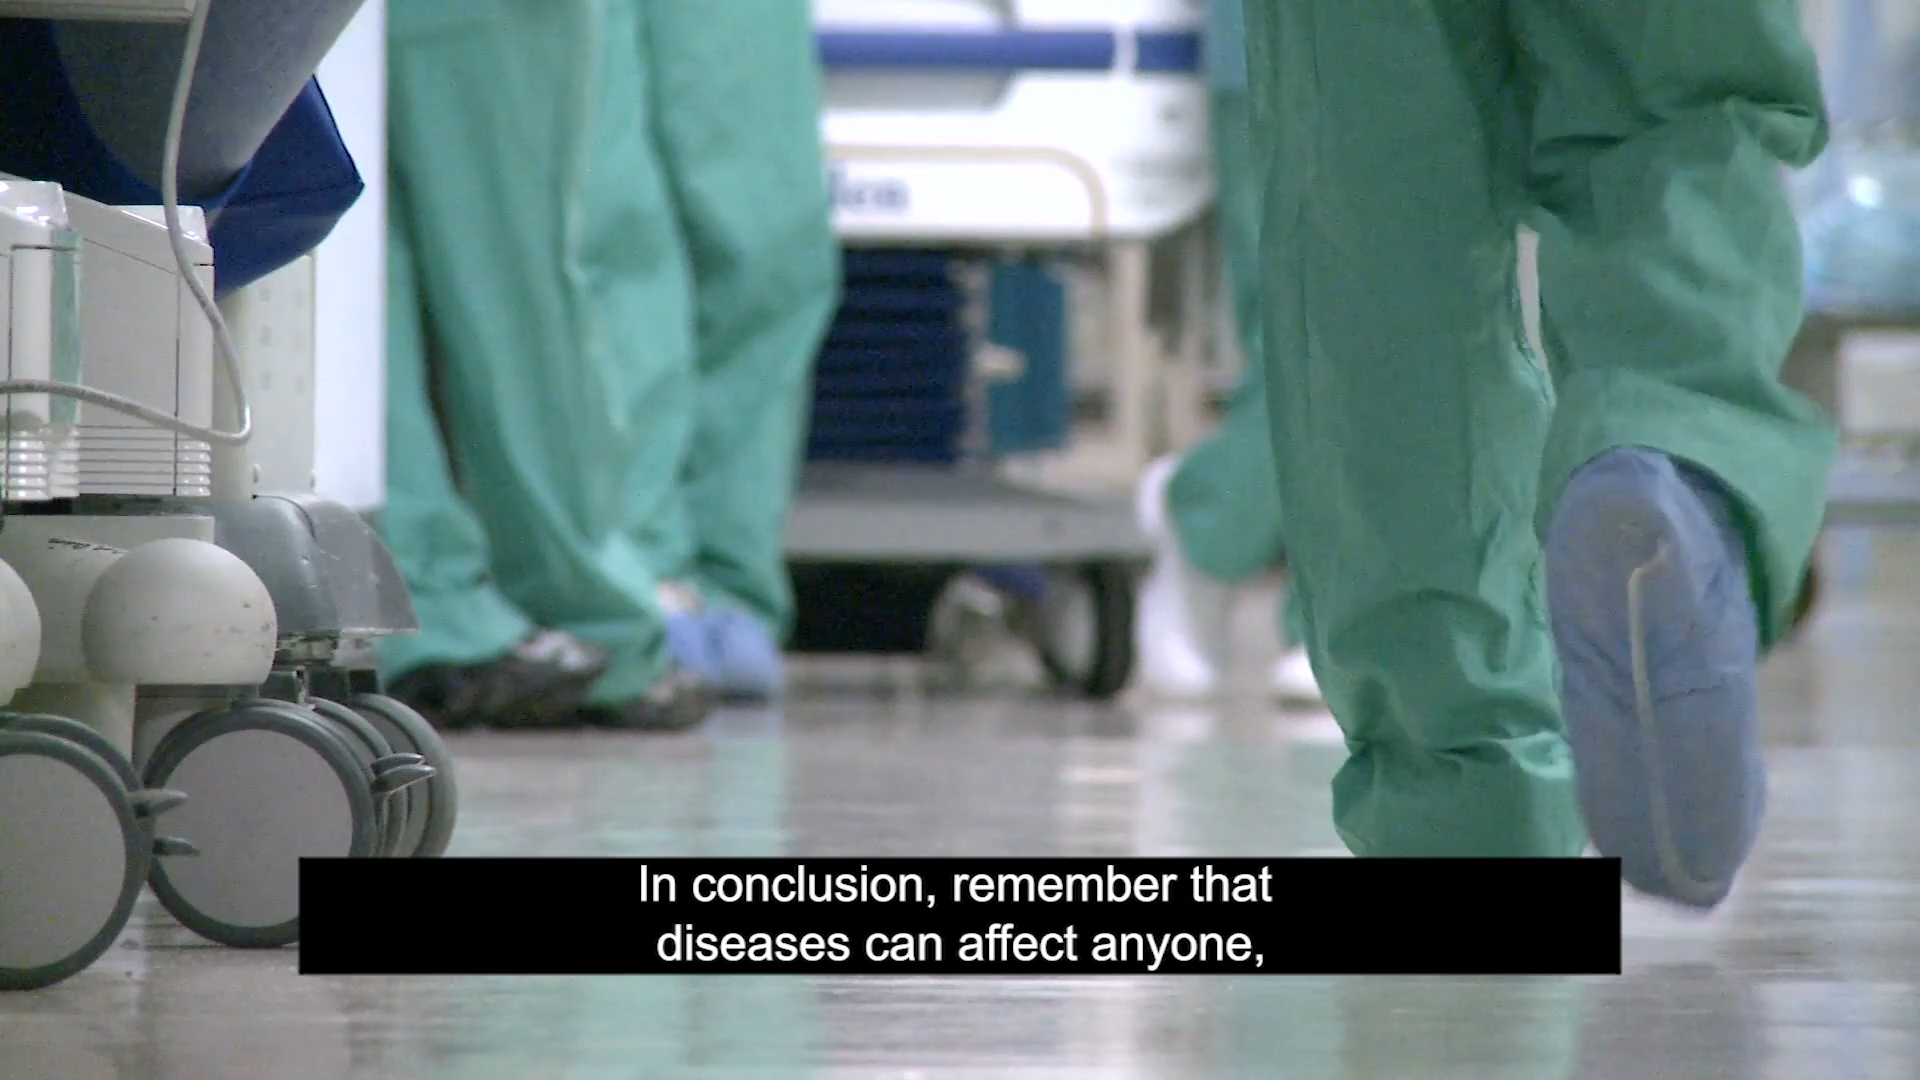 In conclusion, remember that
diseases can affect anyone,